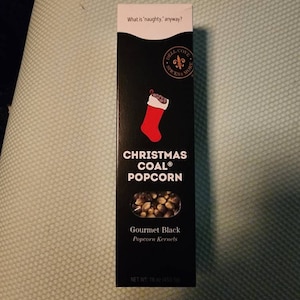 What is "naughty," anyway?
CHRISTMAS
COAL®
POPCORN
Gourmet Black
Popcorn Kernels